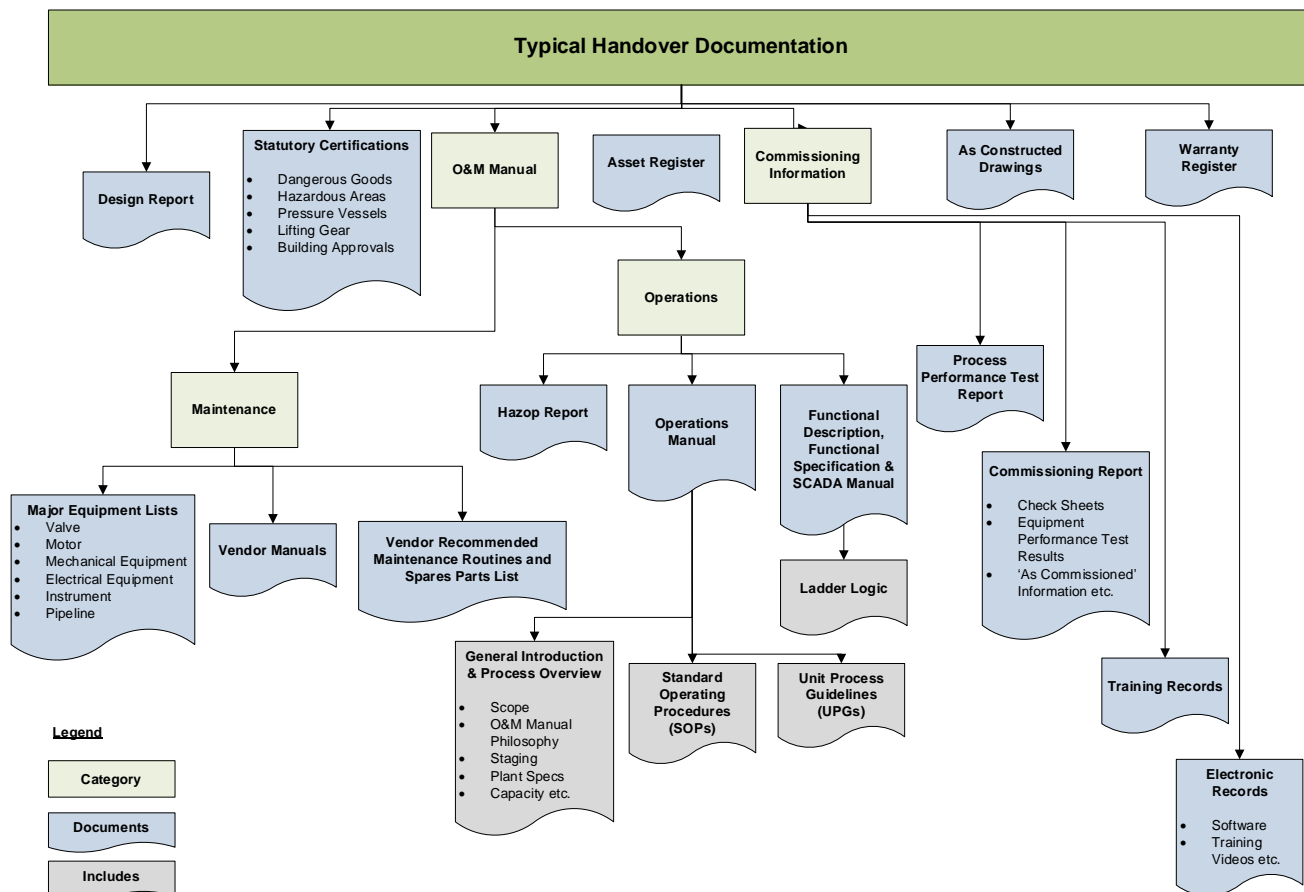 Typical Handover Documentation
Design Report
Statutory Certifications
• Dangerous Goods
• Hazardous Areas
• Pressure Vessels
• Lifting Gear
• Building Approvals
O&M Manual
Asset Register
Commissioning
Information
As Constructed
Drawings
Warranty
Register
Operations
Maintenance
Hazop Report
Operations
Manual
Functional
Description,
Functional
Specification &
SCADA Manual
Process
Performance Test
Report
Major Equipment Lists
• Valve
• Motor
• Mechanical Equipment
• Electrical Equipment
• Instrument
• Pipeline
Vendor Manuals
Vendor Recommended
Maintenance Routines and
Spares Parts List
Ladder Logic
Commissioning Report
• Check Sheets
• Equipment
Performance Test
Results
• ‘As Commissioned’
Information etc.
General Introduction
& Process Overview
• Scope
• O&M Manual
Philosophy
• Staging
• Plant Specs
• Capacity etc.
Standard
Operating
Procedures
(SOPs)
Unit Process
Guidelines
(UPGs)
Training Records
Electronic
Records
• Software
• Training
Videos etc.
Legend
Category
Documents
Includes